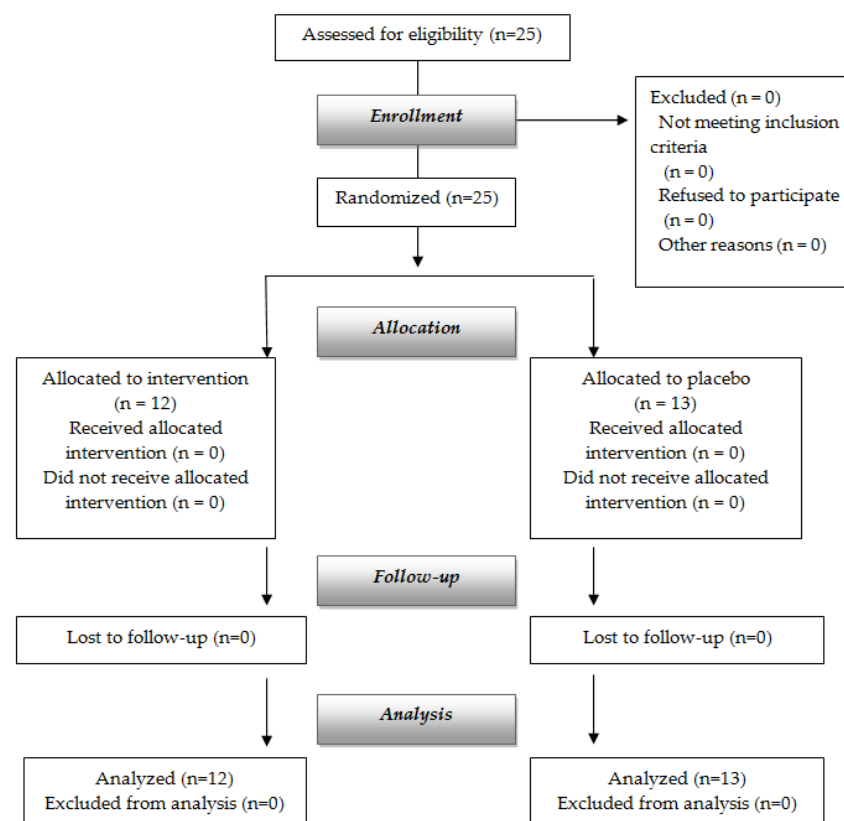 Assessed for eligibility (n=25)
Enrollment
Excluded (n = 0)
Not meeting inclusion
criteria
(n = 0)
Refused to participate
(n = 0)
Other reasons (n = 0)
Randomized (n=25)
Allocation
Allocated to intervention
(n = 12)
Received allocated
intervention (n = 0)
Did not receive allocated
intervention (n = 0)
Allocated to placebo
(n = 13)
Received allocated
intervention (n = 0)
Did not receive allocated
intervention (n = 0)
Follow-up
Lost to follow-up (n=0)
Lost to follow-up (n=0)
Analysis
Analyzed (n=12)
Excluded from analysis (n=0)
Analyzed (n=13)
Excluded from analysis (n=0)